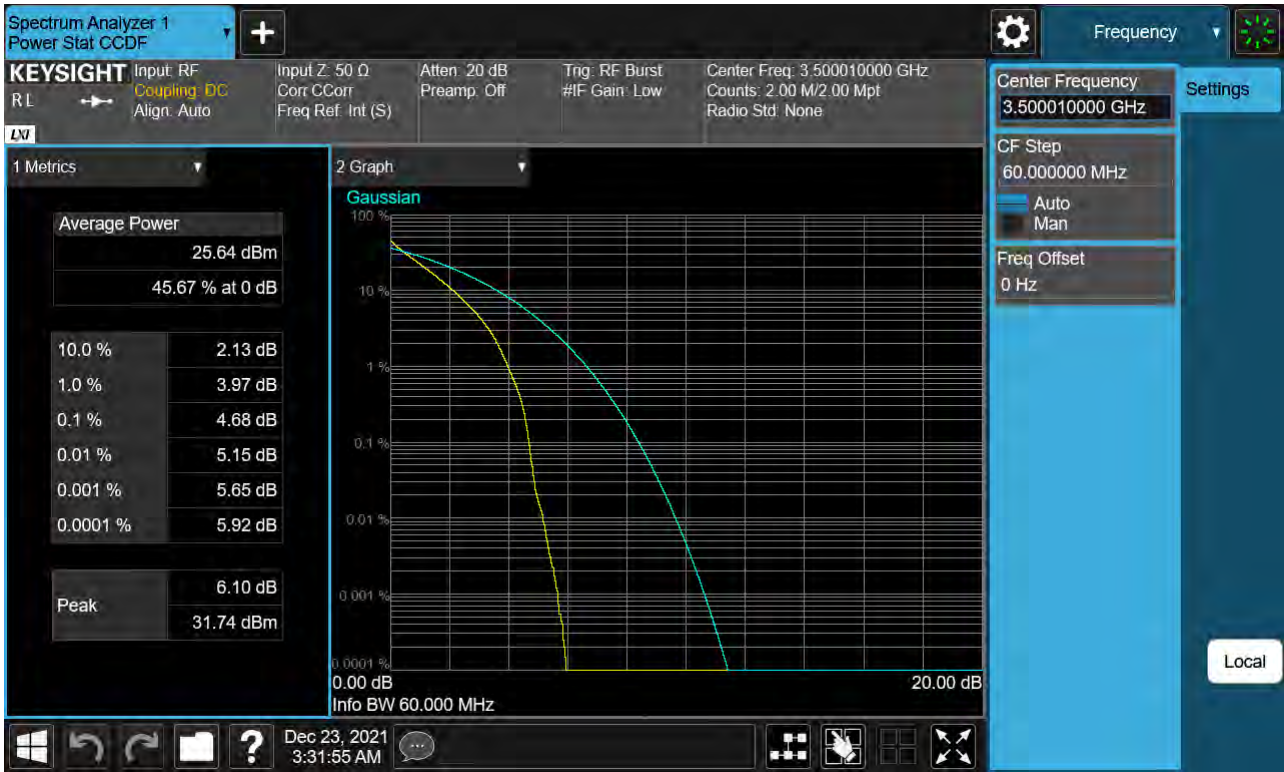 Spectrum Analyzer 1
Power Stat CCDF
Frequency
KEYSIGHT
RL
LXI
Input: RF
Coupling: DC
Align: Auto
Input Z: 50 Ω
Corr CCorr
Freq Ref: Int (S)
Atten: 20 dB
Preamp: Off
Trig: RF Burst
#IF Gain: Low
Center Freq: 3.500010000 GHz
Counts: 2.00 M/2.00 Mpt
Radio Std: None
Center Frequency
3.500010000 GHz
Settings
CF Step
60.000000 MHz
Auto
Man
Freq Offset
0 Hz
1 Metrics
Average Power
25.64 dBm
45.67 % at 0 dB
10.0 % 2.13 dB
1.0 % 3.97 dB
0.1 % 4.68 dB
0.01 % 5.15 dB
0.001 % 5.65 dB
0.0001 % 5.92 dB
Peak
6.10 dB
31.74 dBm
2 Graph
Gaussian
100 %
10 %
1 %
0.1 %
0.01 %
0.001 %
0.0001 %
0.00 dB 20.00 dB
Info BW 60.000 MHz
Local
?
Dec 23, 2021
3:31:55 AM